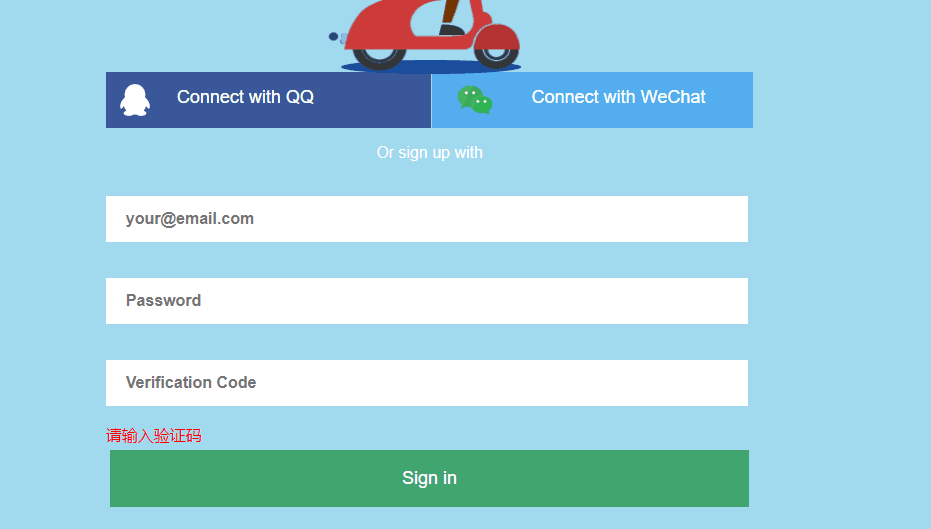 Connect with QQ
Connect with WeChat
Or sign up with
your@email.com
Password
Verification Code
请输入验证码
Sign in